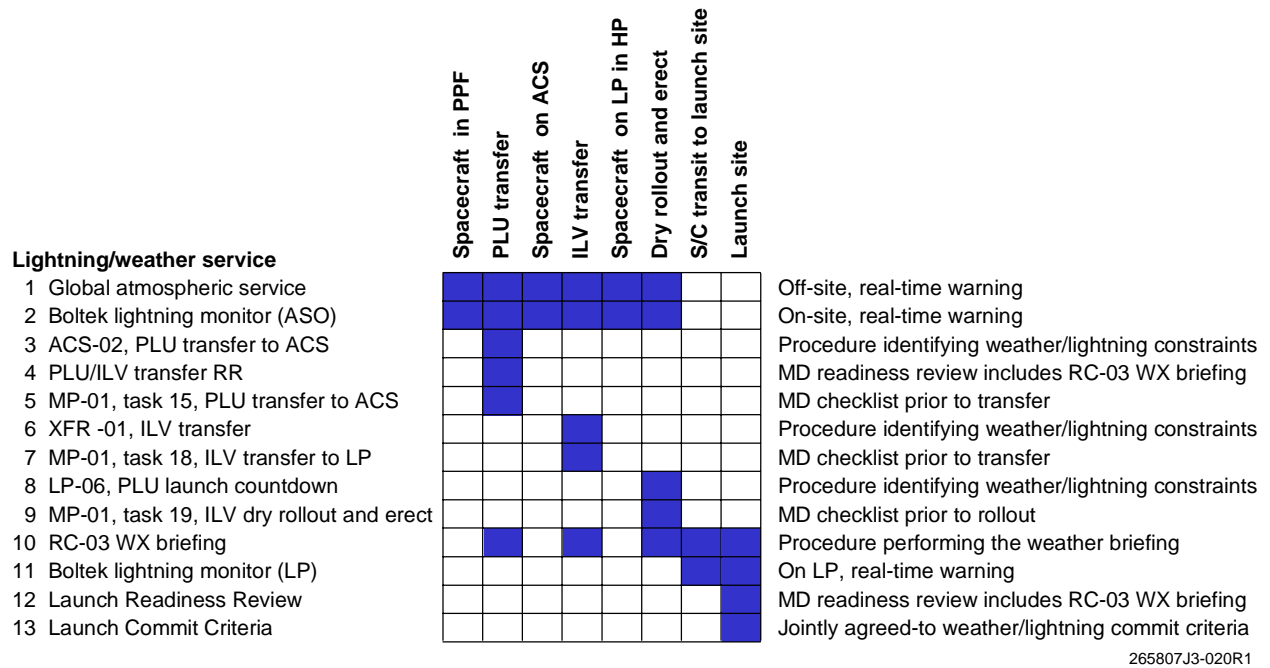 Spacecraft in PPF
PLU transfer
Spacecraft on ACS
ILV transfer
Spacecraft on LP in HP
Dry rollout and erect
S/C transit to launch site
Launch site
Lightning/weather service
1 Global atmospheric service Off-site, real-time warning
2 Boltek lightning monitor (ASO) On-site, real-time warning
3 ACS-02, PLU transfer to ACS Procedure identifying weather/lightning constraints
4 PLU/ILV transfer RR MD readiness review includes RC-03 WX briefing
5 MP-01, task 15, PLU transfer to ACS MD checklist prior to transfer
6 XFR -01, ILV transfer Procedure identifying weather/lightning constraints
7 MP-01, task 18, ILV transfer to LP MD checklist prior to transfer
8 LP-06, PLU launch countdown Procedure identifying weather/lightning constraints
9 MP-01, task 19, ILV dry rollout and erect MD checklist prior to rollout
10 RC-03 WX briefing Procedure performing the weather briefing
11 Boltek lightning monitor (LP) On LP, real-time warning
12 Launch Readiness Review MD readiness review includes RC-03 WX briefing
13 Launch Commit Criteria Jointly agreed-to weather/lightning commit criteria
265807J3-020R1